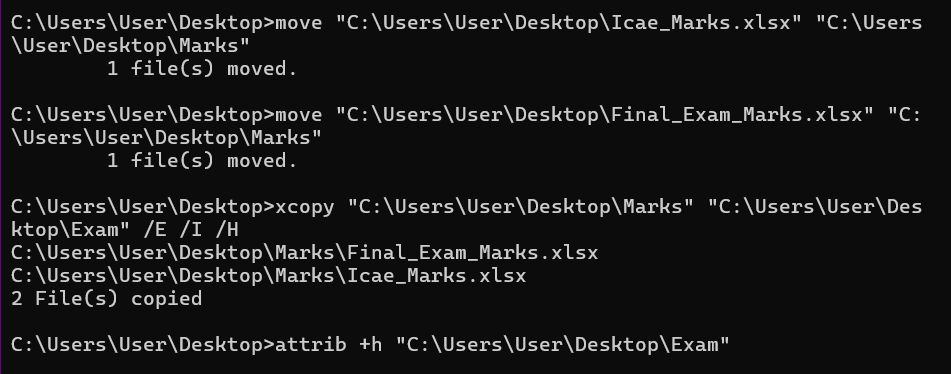 C:\Users\User\Desktop>move "C:\Users\User\Desktop\Icae_Marks.xlsx" "C:\Users
\User\Desktop\Marks"
        1 file(s) moved.

C:\Users\User\Desktop>move "C:\Users\User\Desktop\Final_Exam_Marks.xlsx" "C:
\Users\User\Desktop\Marks"
        1 file(s) moved.

C:\Users\User\Desktop>xcopy "C:\Users\User\Desktop\Marks" "C:\Users\User\Des
ktop\Exam" /E /I /H
C:\Users\User\Desktop\Marks\Final_Exam_Marks.xlsx
C:\Users\User\Desktop\Marks\Icae_Marks.xlsx
2 File(s) copied

C:\Users\User\Desktop>attrib +h "C:\Users\User\Desktop\Exam"